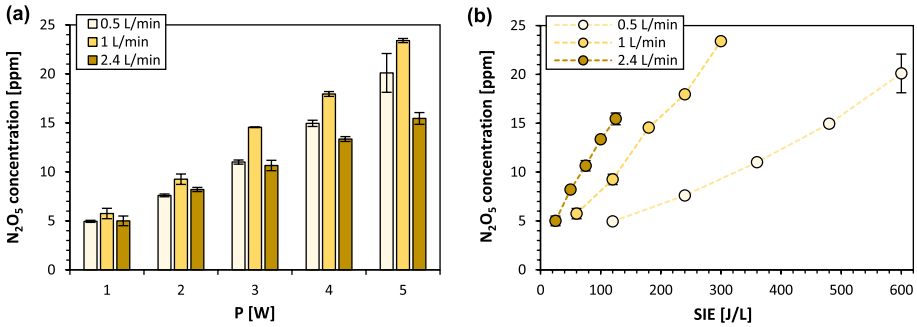 (a)
0.5 L/min
1 L/min
2.4 L/min
N₂O₅ concentration [ppm]
25
20
15
10
5
0
1 2 3 4 5
P [W]
(b)
0.5 L/min
1 L/min
2.4 L/min
N₂O₅ concentration [ppm]
25
20
15
10
5
0
0 100 200 300 400 500 600
SIE [J/L]